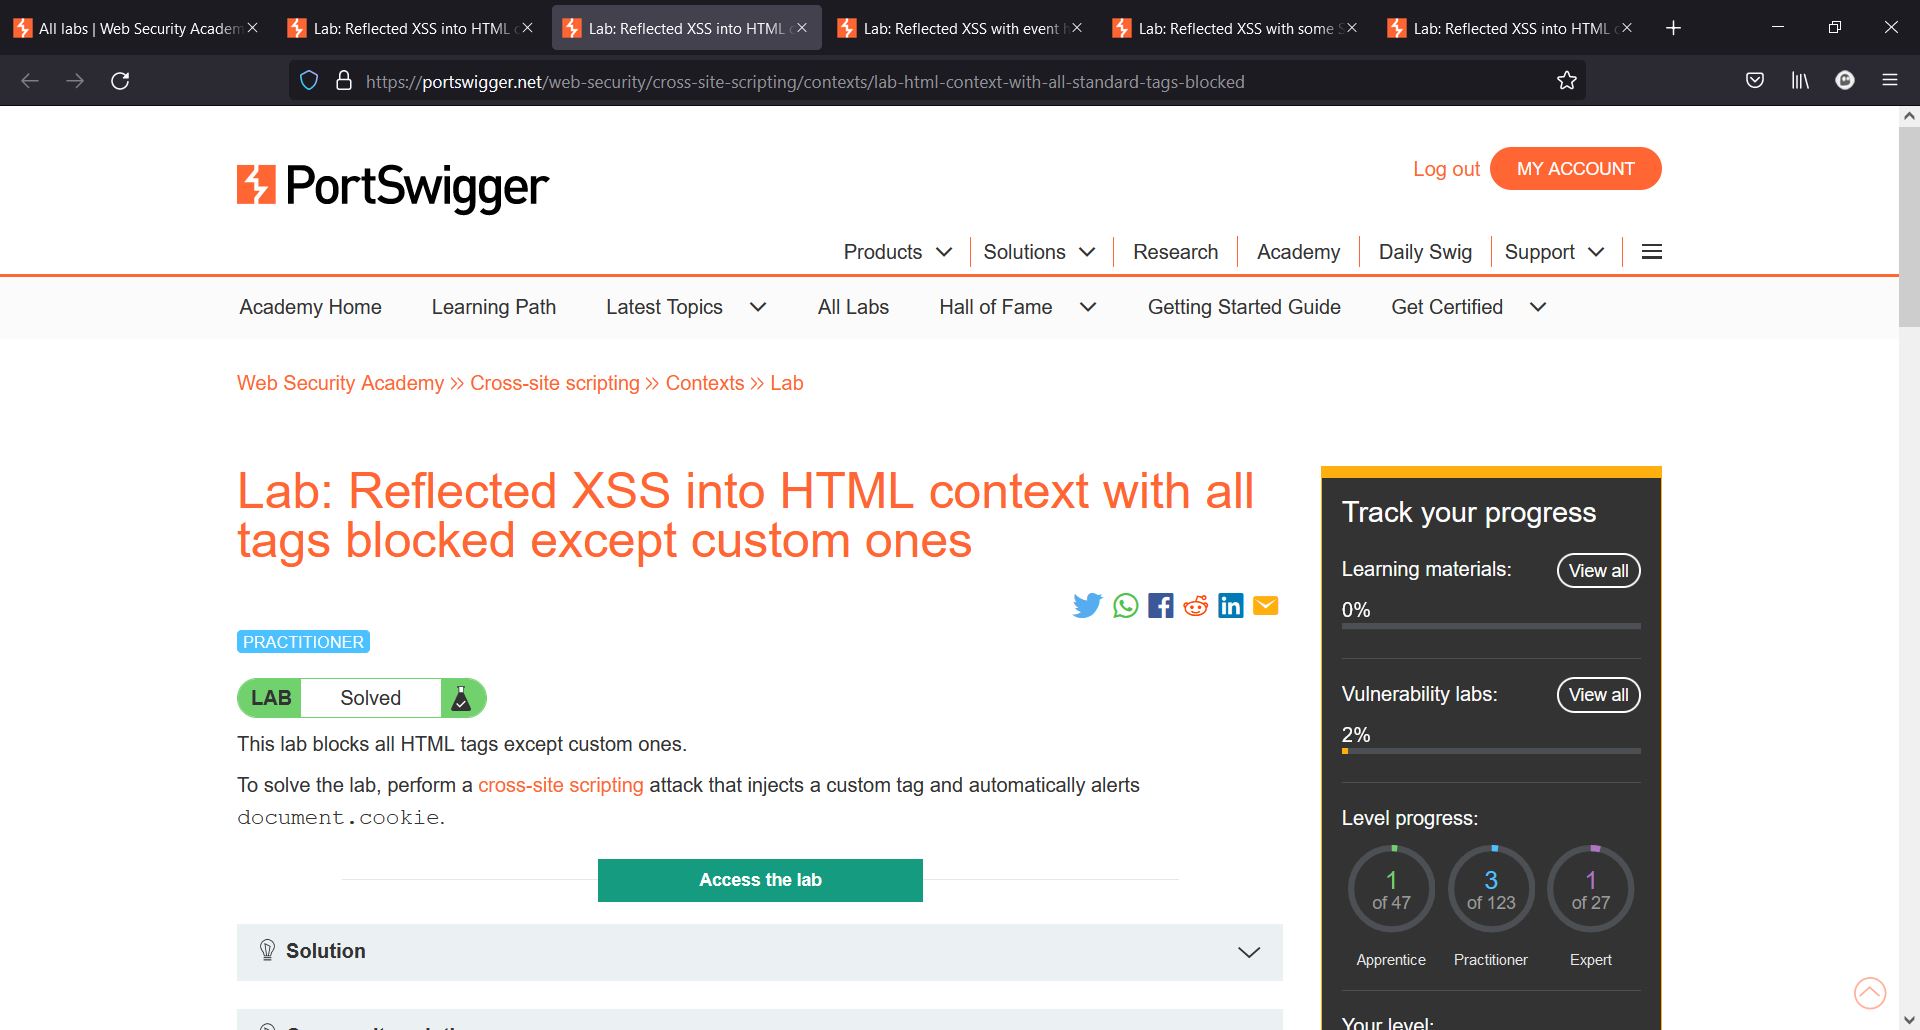 All labs | Web Security Academ
Lab: Reflected XSS into HTML c
Lab: Reflected XSS into HTML c
Lab: Reflected XSS with event h
Lab: Reflected XSS with some S
Lab: Reflected XSS into HTML c
https://portswigger.net/web-security/cross-site-scripting/contexts/lab-html-context-with-all-standard-tags-blocked
PortSwigger
Log out
MY ACCOUNT
Products
Solutions
Research
Academy
Daily Swig
Support
Academy Home
Learning Path
Latest Topics
All Labs
Hall of Fame
Getting Started Guide
Get Certified
Web Security Academy » Cross-site scripting » Contexts » Lab
Lab: Reflected XSS into HTML context with all
tags blocked except custom ones
PRACTITIONER
LAB Solved
This lab blocks all HTML tags except custom ones.
To solve the lab, perform a cross-site scripting attack that injects a custom tag and automatically alerts
document.cookie.
Access the lab
Solution
Track your progress
Learning materials:
View all
0%
Vulnerability labs:
View all
2%
Level progress:
1
of 47
Apprentice
3
of 123
Practitioner
1
of 27
Expert
Your level: